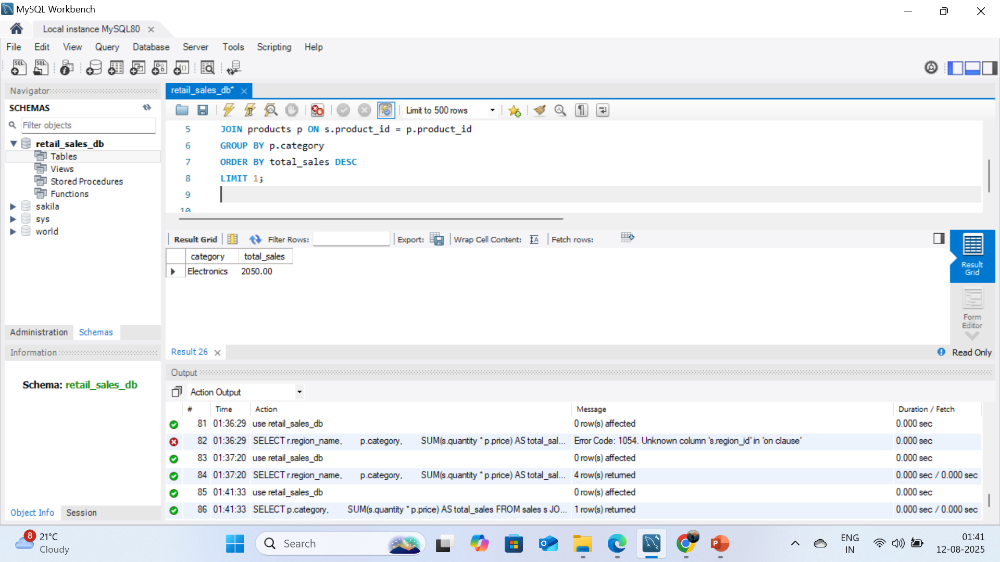 MySQL Workbench
Local instance MySQL80
File Edit View Query Database Server Tools Scripting Help
Navigator
SCHEMAS
Filter objects
retail_sales_db
Tables
Views
Stored Procedures
Functions
sakila
sys
world
Administration Schemas
Information
Schema: retail_sales_db
Object Info Session
retail_sales_db*
Limit to 500 rows
5 JOIN products p ON s.product_id = p.product_id
6 GROUP BY p.category
7 ORDER BY total_sales DESC
8 LIMIT 1;
9
10
Result Grid Filter Rows: Export: Wrap Cell Content: Fetch rows:
category total_sales
Electronics 2050.00
Result
Grid
Form
Editor
Result 26
Read Only
Output
Action Output
# Time Action Message Duration / Fetch
81 01:36:29 use retail_sales_db 0 row(s) affected 0.000 sec
82 01:36:29 SELECT r.region_name, p.category, SUM(s.quantity * p.price) AS total_sal... Error Code: 1054. Unknown column 's.region_id' in 'on clause' 0.000 sec
83 01:37:20 use retail_sales_db 0 row(s) affected 0.000 sec
84 01:37:20 SELECT r.region_name, p.category, SUM(s.quantity * p.price) AS total_sal... 4 row(s) returned 0.000 sec / 0.000 sec
85 01:41:33 use retail_sales_db 0 row(s) affected 0.000 sec
86 01:41:33 SELECT p.category, SUM(s.quantity * p.price) AS total_sales FROM sales s JO... 1 row(s) returned 0.000 sec / 0.000 sec
8
21°C
Cloudy
Search
ENG
IN
01:41
12-08-2025